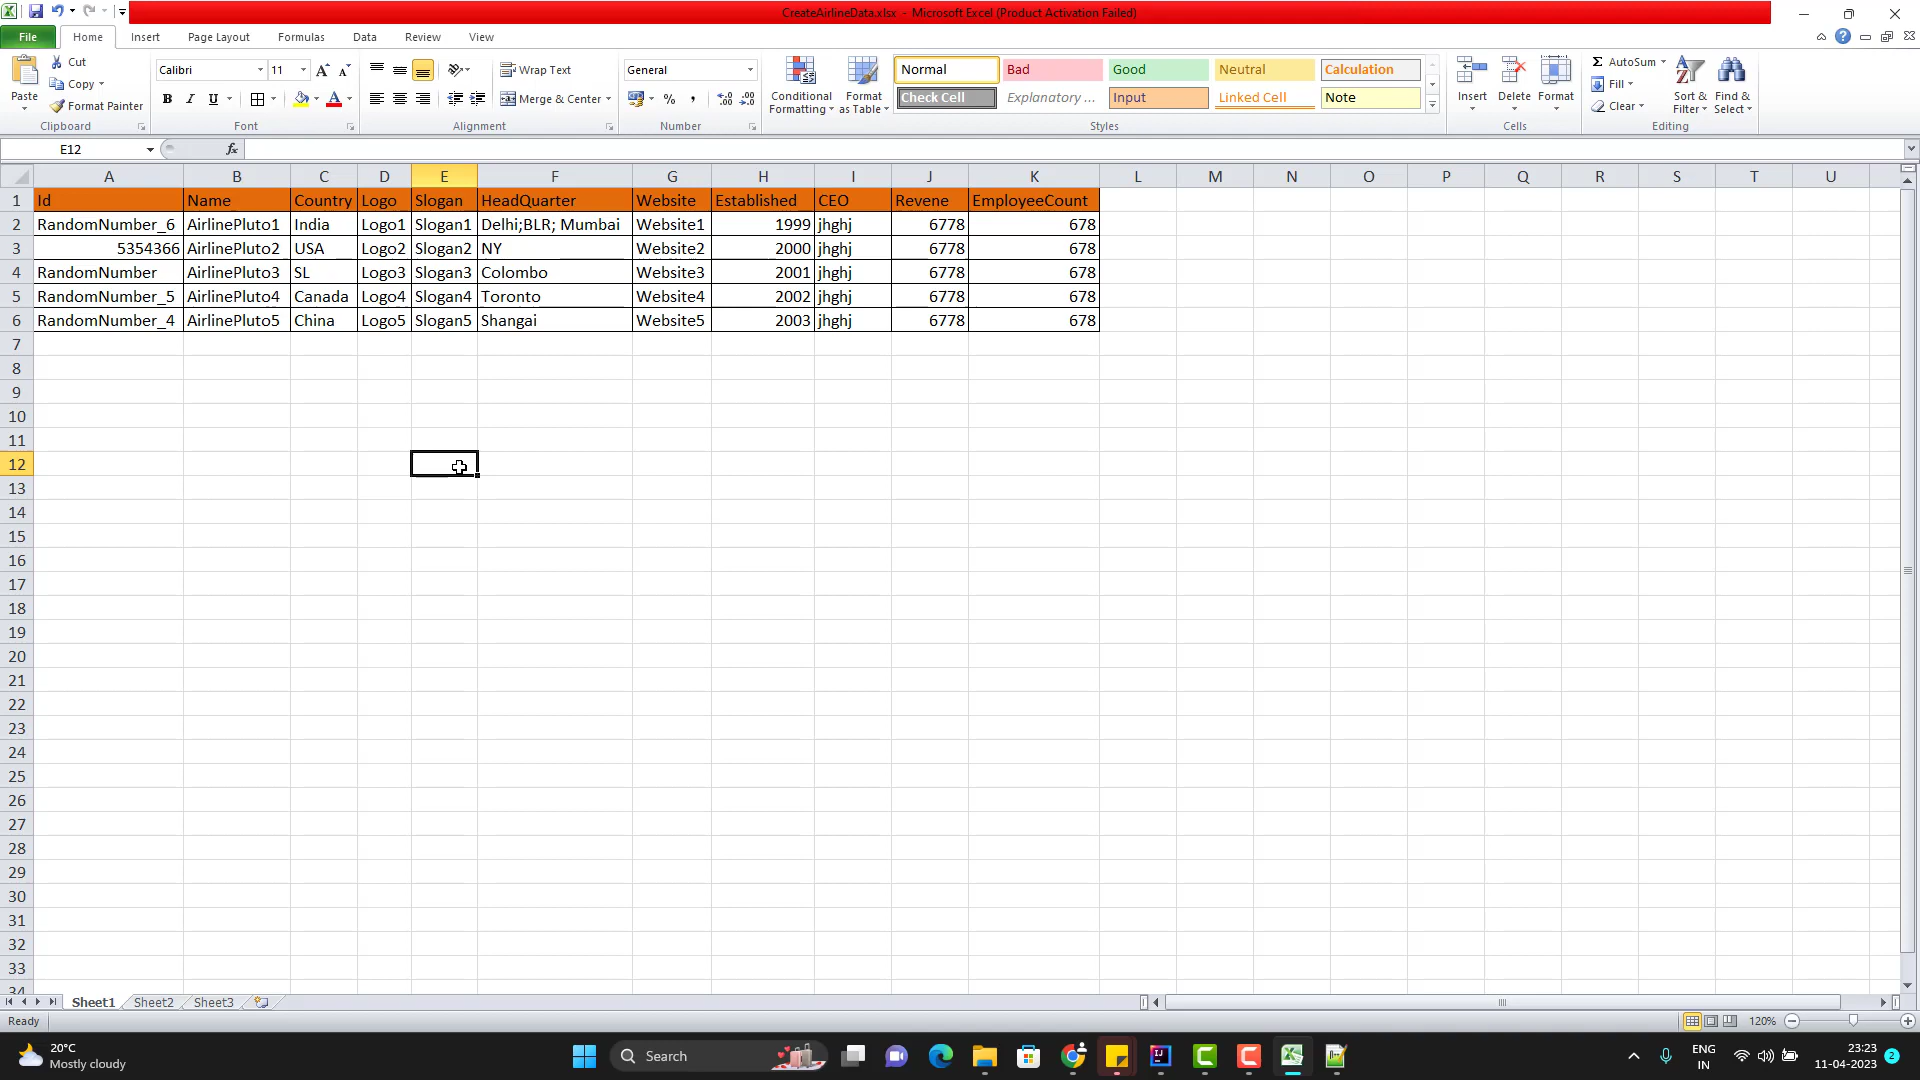 CreateAirlineData.xlsx - Microsoft Excel (Product Activation Failed)
File Home Insert Page Layout Formulas Data Review View
Paste Cut Copy Format Painter
Clipboard
Calibri 11
B I U
Font
Wrap Text
Merge & Center
Alignment
General
% ,
Number
Conditional Formatting Format as Table
Normal Bad Good Neutral Calculation
Check Cell Explanatory ... Input Linked Cell Note
Styles
Insert Delete Format
Cells
Σ AutoSum
Fill
Clear
Sort & Filter Find & Select
Editing
E12 fx
A B C D E F G H I J K L M N O P Q R S T U
1 Id Name Country Logo Slogan HeadQuarter Website Established CEO Revene EmployeeCount
2 RandomNumber_6 AirlinePluto1 India Logo1 Slogan1 Delhi;BLR; Mumbai Website1 1999 jhghj 6778 678
3 5354366 AirlinePluto2 USA Logo2 Slogan2 NY Website2 2000 jhghj 6778 678
4 RandomNumber AirlinePluto3 SL Logo3 Slogan3 Colombo Website3 2001 jhghj 6778 678
5 RandomNumber_5 AirlinePluto4 Canada Logo4 Slogan4 Toronto Website4 2002 jhghj 6778 678
6 RandomNumber_4 AirlinePluto5 China Logo5 Slogan5 Shangai Website5 2003 jhghj 6778 678
7
8
9
10
11
12
13
14
15
16
17
18
19
20
21
22
23
24
25
26
27
28
29
30
31
32
33
34
Sheet1 Sheet2 Sheet3
Ready 120%
20°C
Mostly cloudy
Search
ENG
IN
23:23
11-04-2023
2